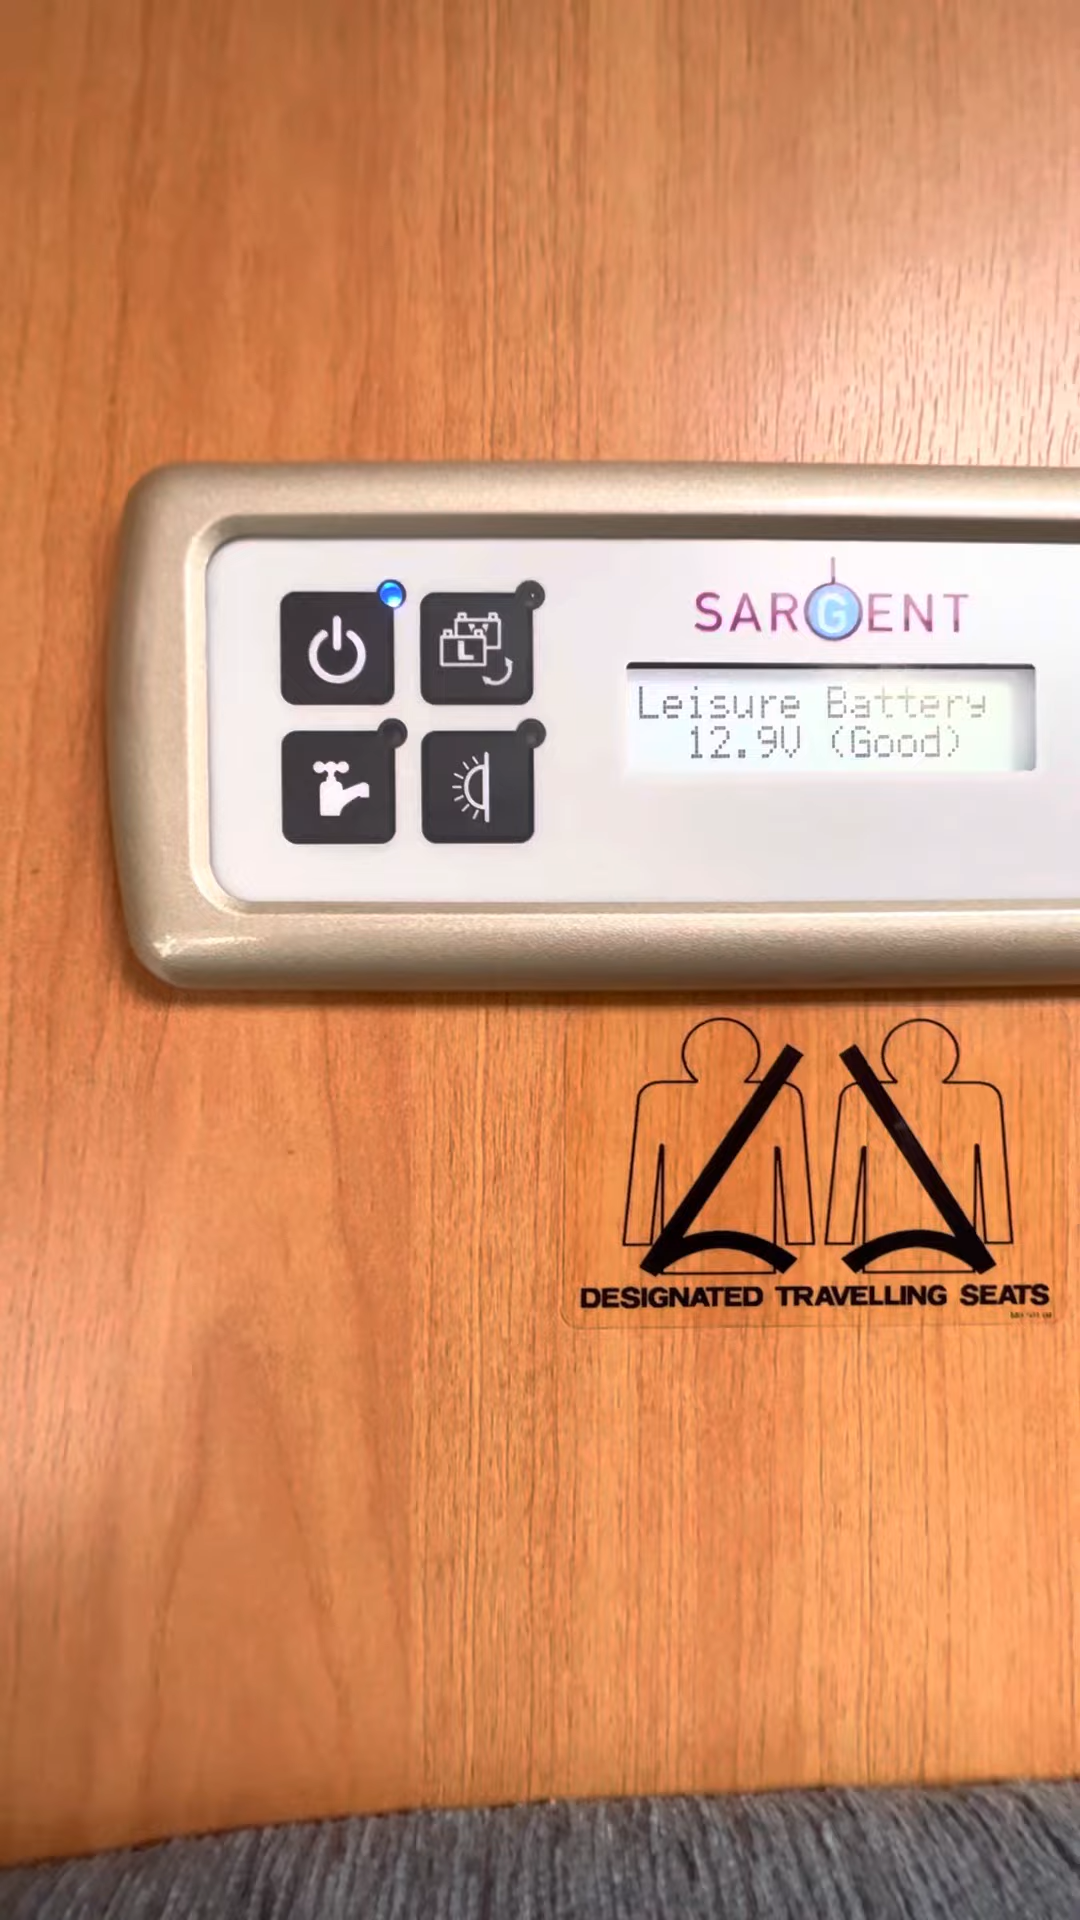 SARGENT
Leisure Battery
12.9V (Good)
L V
DESIGNATED TRAVELLING SEATS